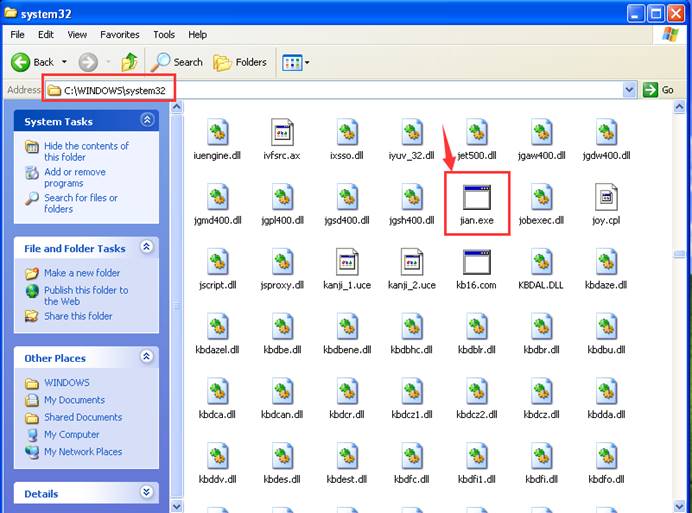 system32
File Edit View Favorites Tools Help
Back Search Folders
Address C:\WINDOWS\system32 Go
System Tasks
Hide the contents of
this folder
Add or remove
programs
Search for files or
folders
File and Folder Tasks
Make a new folder
Publish this folder to
the Web
Share this folder
Other Places
WINDOWS
My Documents
Shared Documents
My Computer
My Network Places
Details
iuengine.dll ivfsrc.ax ixsso.dll iyuv_32.dll jet500.dll jgaw400.dll jgdw400.dll
jgmd400.dll jgpl400.dll jgsd400.dll jgsh400.dll jian.exe jobexec.dll joy.cpl
jscript.dll jsproxy.dll kanji_1.uce kanji_2.uce kb16.com KBDAL.DLL kbdaze.dll
kbdazel.dll kbdbe.dll kbdbene.dll kbdbhc.dll kbdblr.dll kbdbr.dll kbdbu.dll
kbdca.dll kbdcan.dll kbdcr.dll kbdcz1.dll kbdcz2.dll kbdcz.dll kbdda.dll
kbddv.dll kbdes.dll kbdest.dll kbdfc.dll kbdfi1.dll kbdfi.dll kbdfo.dll